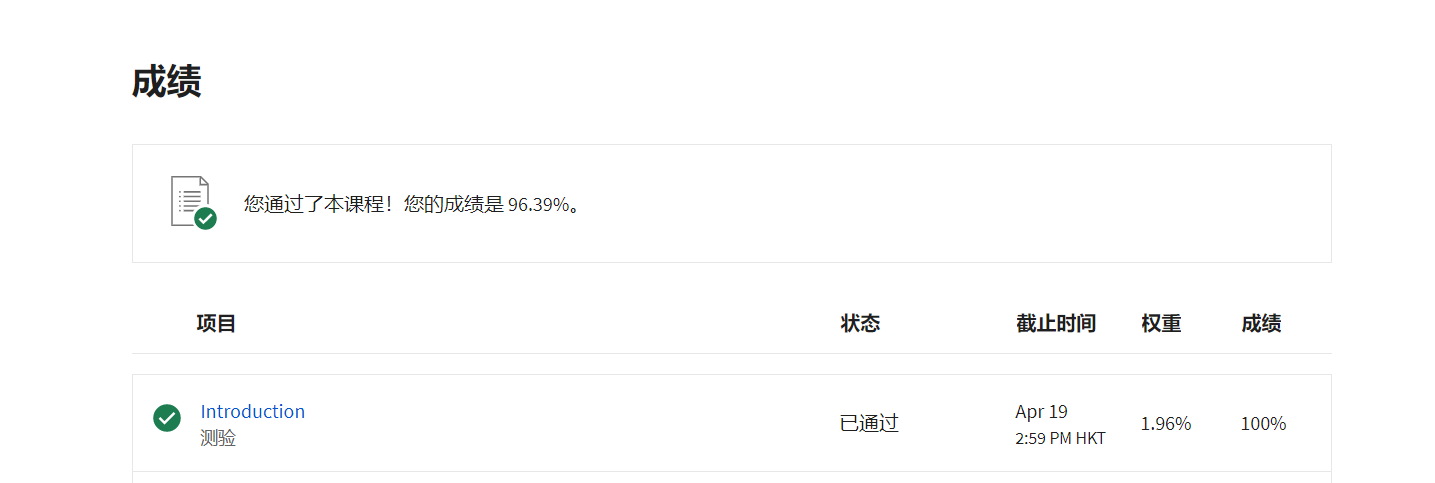 成绩
您通过了本课程！您的成绩是 96.39%。
项目 状态 截止时间 权重 成绩
Introduction
测验
已通过
Apr 19
2:59 PM HKT
1.96%
100%